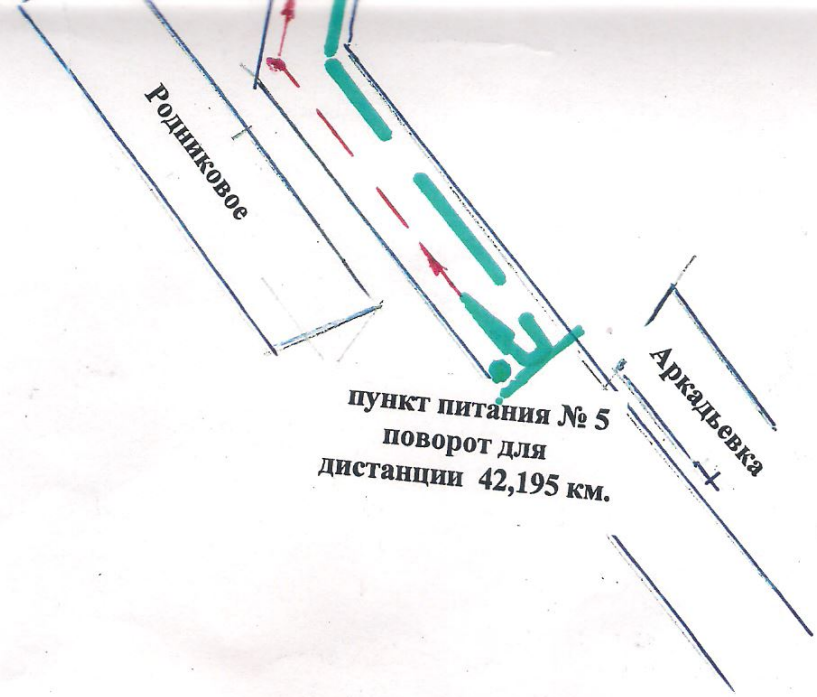 Родниковое
Аркадьевка
пункт питания № 5
поворот для
дистанции 42,195 км.